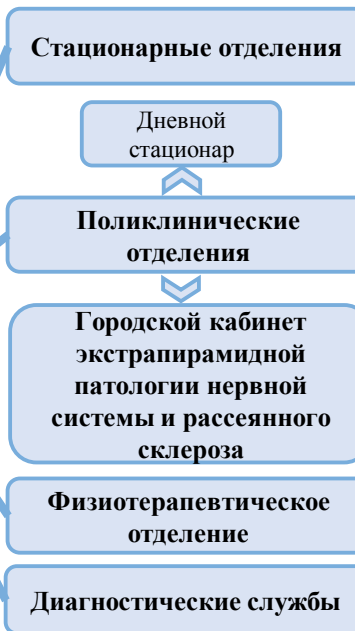 Стационарные отделения
Дневной
стационар
Поликлинические
отделения
Городской кабинет
экстрапирамидной
патологии нервной
системы и рассеянного
склероза
Физиотерапевтическое
отделение
Диагностические службы